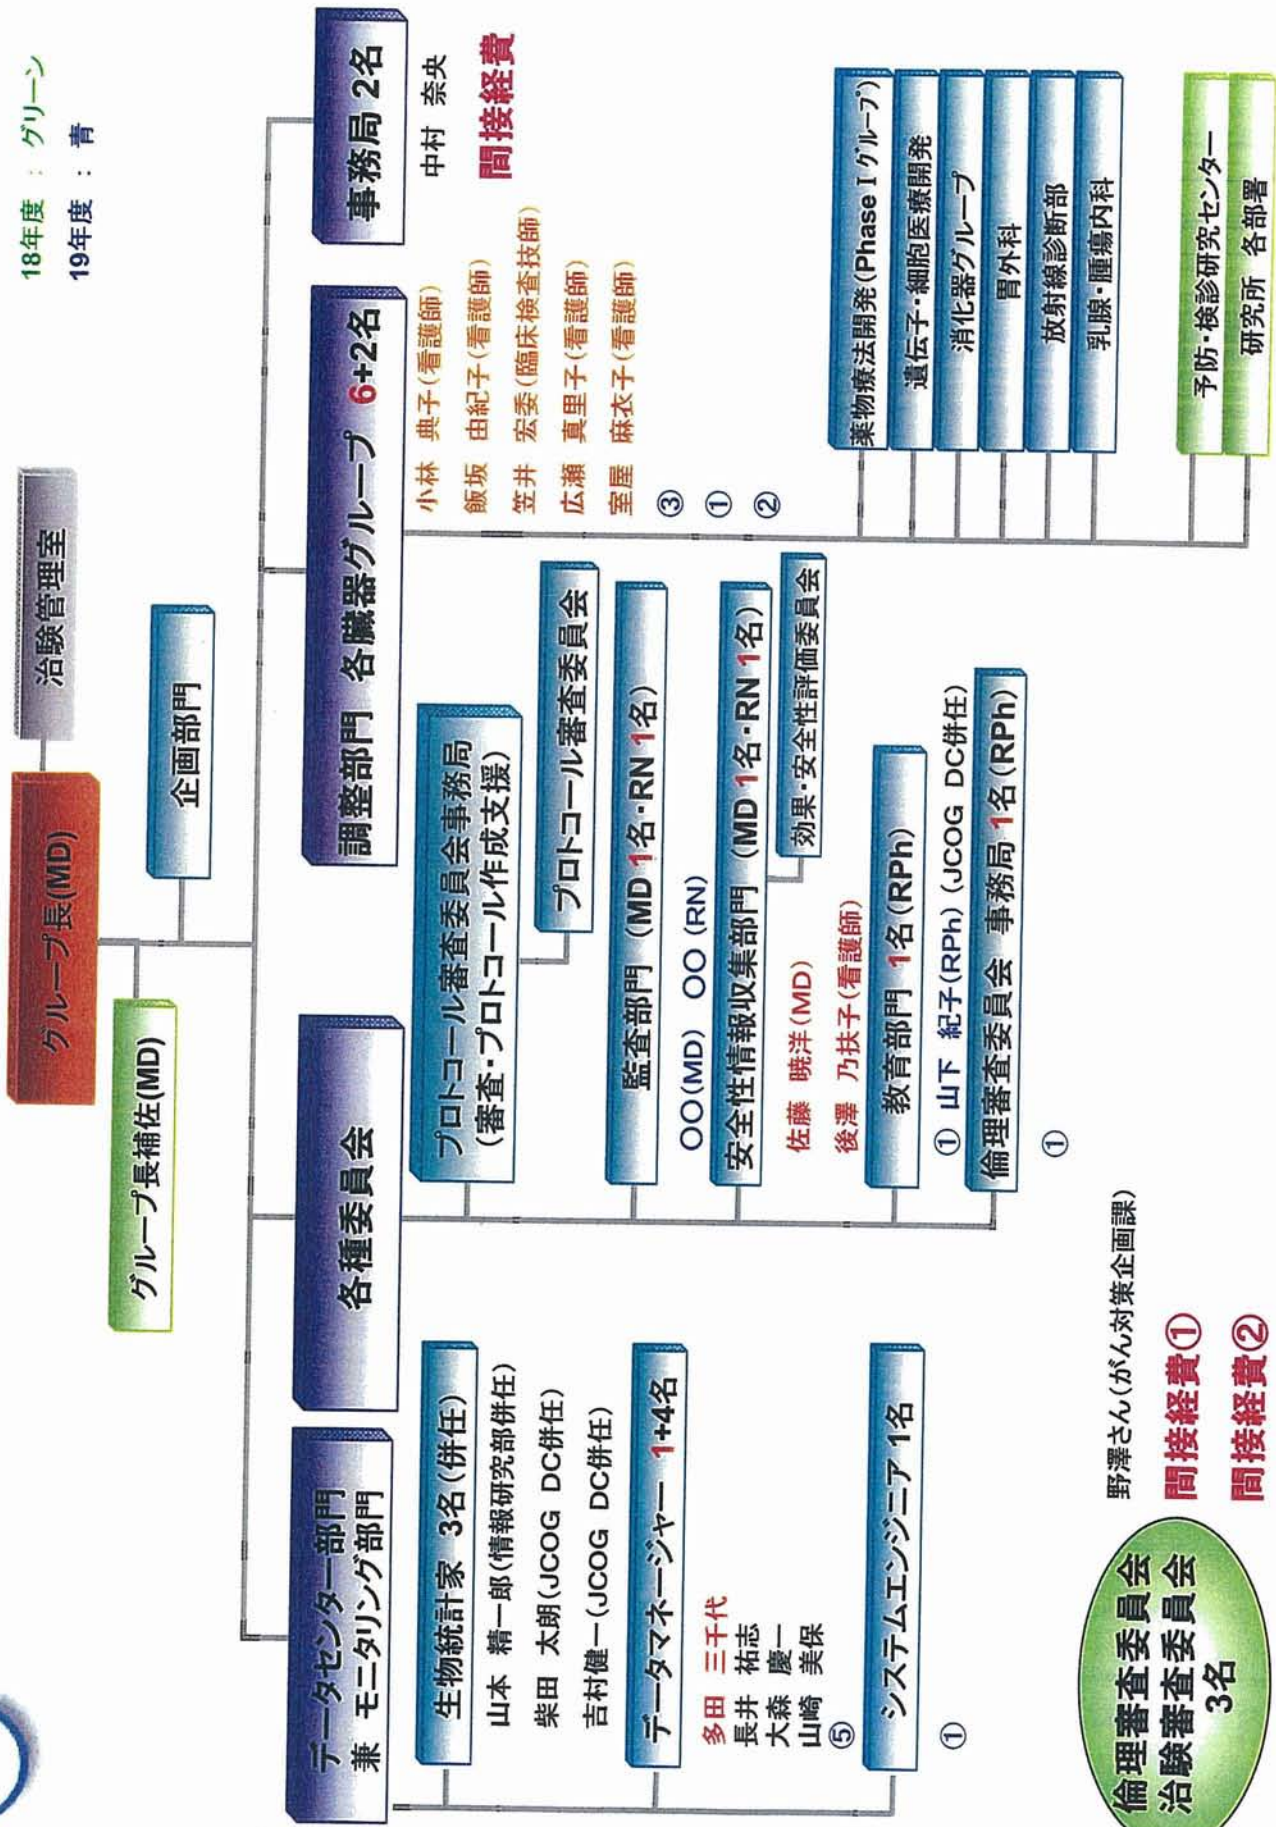 18年度 : グリーン
19年度 : 青
治験管理室
グループ長(MD)
企画部門
グループ長補佐(MD)
データセンター部門
兼 モニタリング部門
生物統計家 3名(併任)
山本 精一郎(情報研究部併任)
柴田 太朗(JCOG DC併任)
吉村健一(JCOG DC併任)
データマネージャー 1+4名
多田 三千代
長井 祐志
大森 慶一
山崎 美保
⑤
システムエンジニア 1名
①
各種委員会
プロトコール審査委員会事務局
(審査・プロトコール作成支援)
プロトコール審査委員会
監査部門 (MD 1名・RN 1名)
〇〇(MD) 〇〇(RN)
安全性情報収集部門 (MD 1名・RN 1名)
効果・安全性評価委員会
佐藤 暁洋(MD)
後澤 乃扶子(看護師)
教育部門 1名(RPh)
① 山下 紀子(RPh) (JCOG DC併任)
倫理審査委員会 事務局 1名(RPh)
①
調整部門 各臓器グループ 6+2名
小林 典子(看護師)
飯坂 由紀子(看護師)
笠井 宏委(臨床検査技師)
広瀬 真里子(看護師)
室屋 麻衣子(看護師)
③
①
②
薬物療法開発(Phase I グループ)
遺伝子・細胞医療開発
消化器グループ
胃外科
放射線診断部
乳腺・腫瘍内科
予防・検診研究センター
研究所 各部署
事務局 2名
中村 奈央
間接経費
倫理審査委員会
治験審査委員会
3名
野澤さん(がん対策企画課)
間接経費①
間接経費②